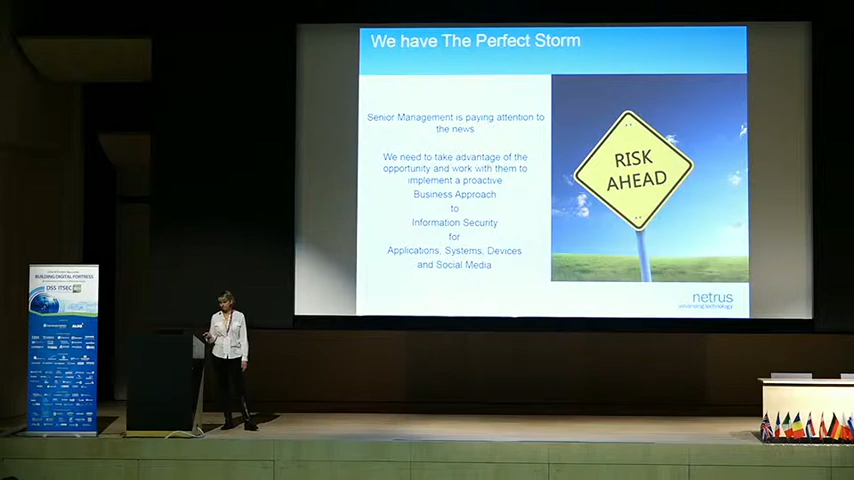 We have The Perfect Storm
Senior Management is paying attention to
the news
We need to take advantage of the
opportunity and work with them to
implement a proactive
Business Approach
to
Information Security
for
Applications, Systems, Devices
and Social Media
RISK
AHEAD
netrus
advancing technology
BUILDING DIGITAL FORTRESS
DSS ITSEC